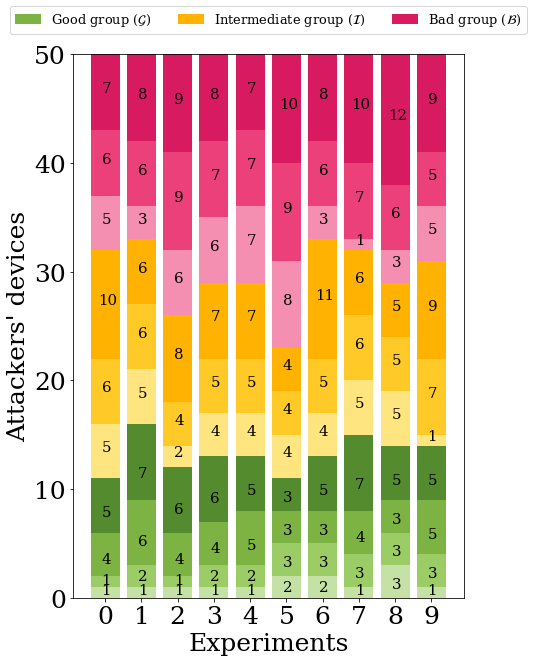 Good group (𝒢) Intermediate group (ℐ) Bad group (ℬ)
50
40
30
20
10
0
Attackers' devices
7 8 9 8 7 10 8 10 12 9
6 6 9 7 7 9 6 7 6 5
5 3 6 6 7 8 3 1 3 5
10 6 8 7 7 4 11 6 5 9
6 6 4 5 5 4 5 6 5 7
5 5 2 4 4 4 4 5 5 1
5 7 6 6 5 3 5 7 5 5
4 6 4 4 5 3 3 4 3 5
1 2 1 2 2 3 3 3 3 3
1 1 1 1 1 2 2 1 3 1
0 1 2 3 4 5 6 7 8 9
Experiments